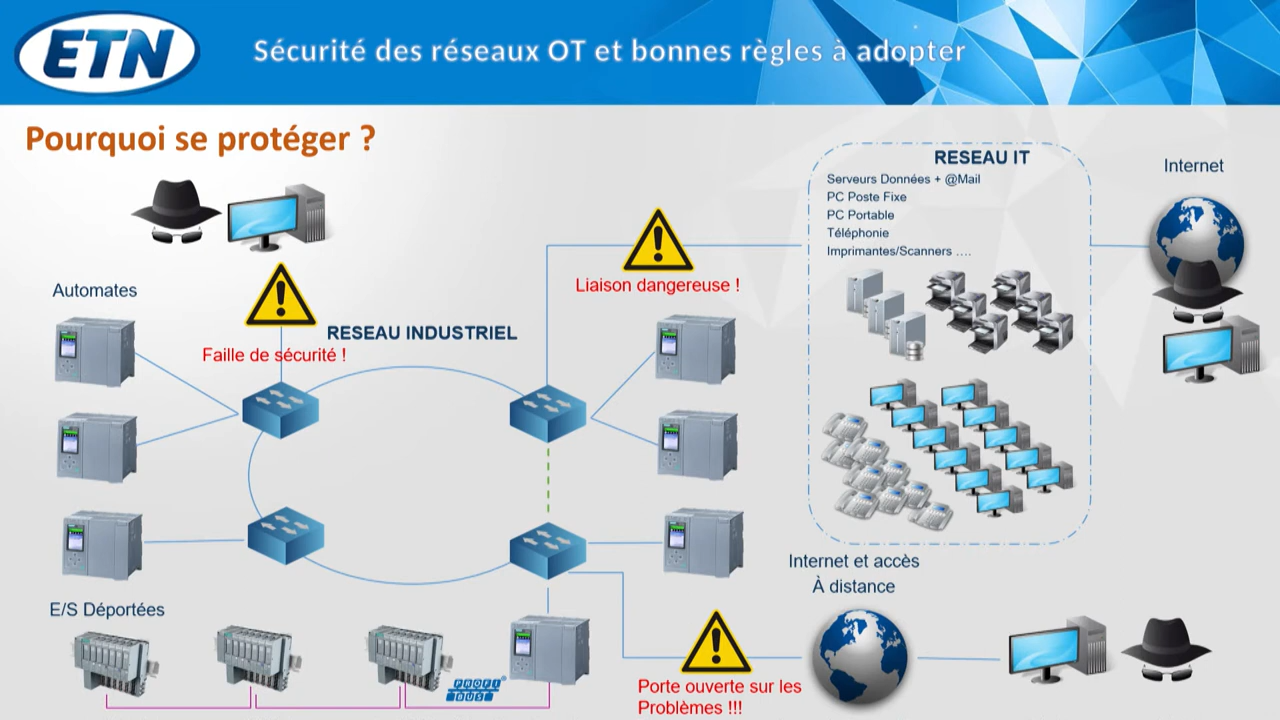 ETN
Sécurité des réseaux OT et bonnes règles à adopter
Pourquoi se protéger ?
RESEAU IT
Serveurs Données + @Mail
PC Poste Fixe
PC Portable
Téléphonie
Imprimantes/Scanners ....
Internet
Liaison dangereuse !
Automates
RESEAU INDUSTRIEL
Faille de sécurité !
Internet et accès
À distance
E/S Déportées
PROFI
BUS
Porte ouverte sur les
Problèmes !!!